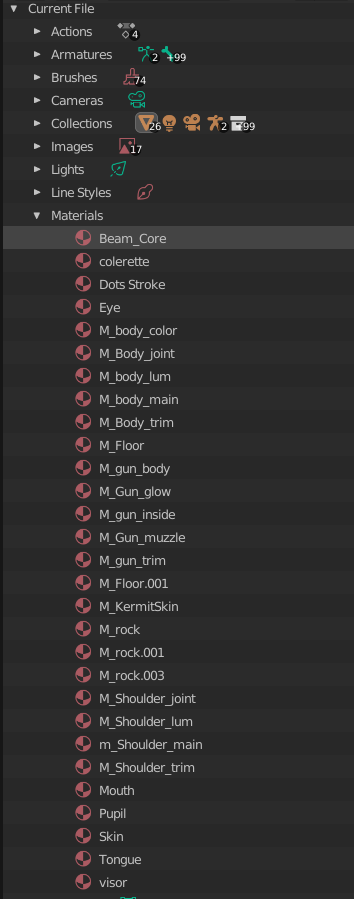 Current File
Actions 4
Armatures 2 +99
Brushes 74
Cameras
Collections 26 2 99
Images 17
Lights
Line Styles
Materials
Beam_Core
colerette
Dots Stroke
Eye
M_body_color
M_Body_joint
M_body_lum
M_body_main
M_Body_trim
M_Floor
M_gun_body
M_Gun_glow
M_gun_inside
M_Gun_muzzle
M_gun_trim
M_Floor.001
M_KermitSkin
M_rock
M_rock.001
M_rock.003
M_Shoulder_joint
M_Shoulder_lum
m_Shoulder_main
M_Shoulder_trim
Mouth
Pupil
Skin
Tongue
visor